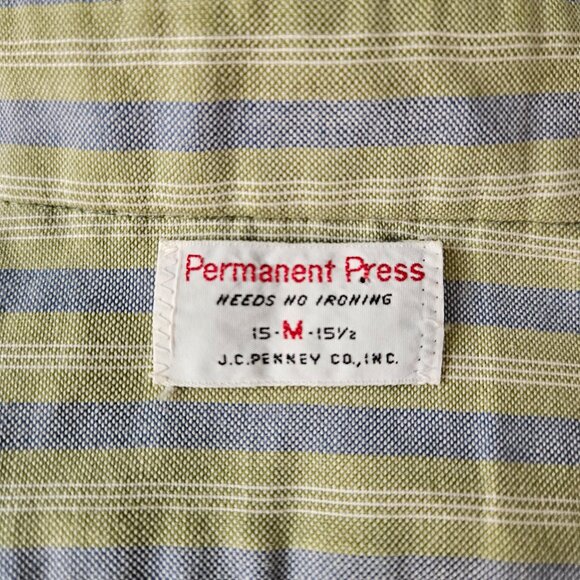 Permanent Press
NEEDS NO IRONING
15-M-15½
J.C.PENNEY CO.,INC.